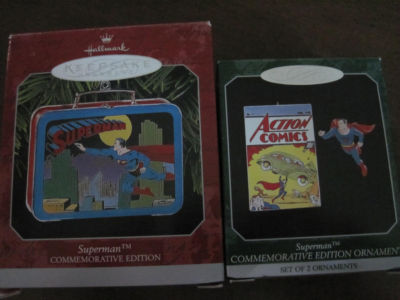 Hallmark
KEEPSAKE
SUPERMAN
Superman™
COMMEMORATIVE EDITION
ACTION
COMICS
Superman™
COMMEMORATIVE EDITION ORNAMENTS
SET OF 2 ORNAMENTS